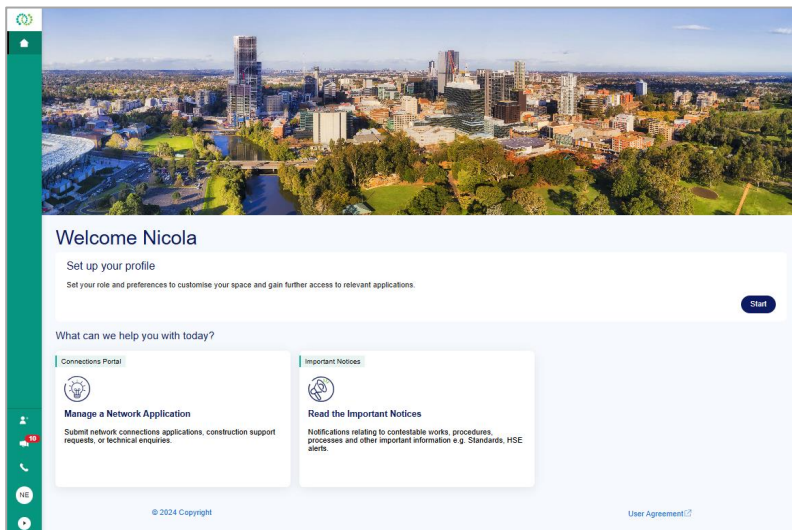 Welcome Nicola
Set up your profile
Set your role and preferences to customise your space and gain further access to relevant applications.
Start
What can we help you with today?
Connections Portal
Manage a Network Application
Submit network connections applications, construction support
requests, or technical enquiries.
Important Notices
Read the Important Notices
Notifications relating to contestable works, procedures,
processes and other important information e.g. Standards, HSE
alerts.
10
NE
© 2024 Copyright
User Agreement